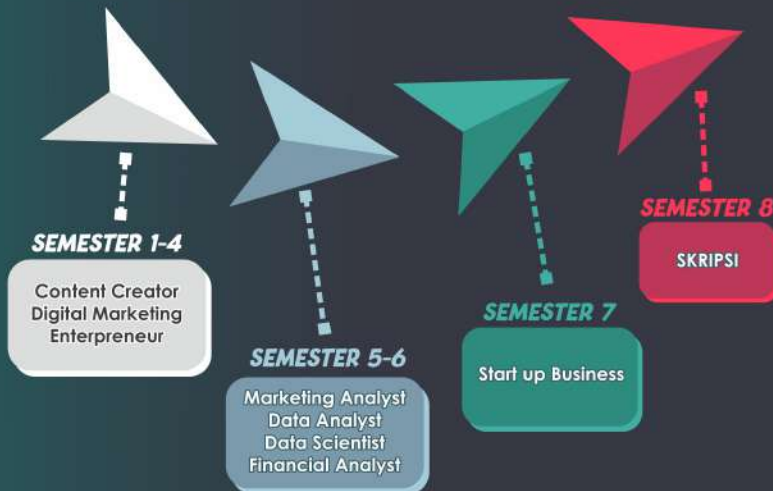 SEMESTER 1-4
Content Creator
Digital Marketing
Enterpreneur
SEMESTER 5-6
Marketing Analyst
Data Analyst
Data Scientist
Financial Analyst
SEMESTER 7
Start up Business
SEMESTER 8
SKRIPSI